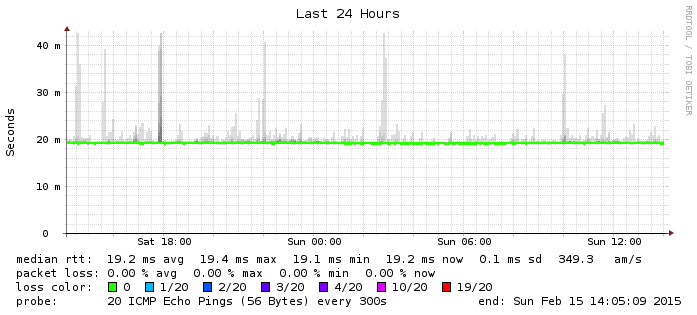 Last 24 Hours
RRDTOOL / TOBI OETIKER
Seconds
40 m
30 m
20 m
10 m
0
Sat 18:00 Sun 00:00 Sun 06:00 Sun 12:00
median rtt: 19.2 ms avg 19.4 ms max 19.1 ms min 19.2 ms now 0.1 ms sd 349.3 am/s
packet loss: 0.00 % avg 0.00 % max 0.00 % min 0.00 % now
loss color: 0 1/20 2/20 3/20 4/20 10/20 19/20
probe: 20 ICMP Echo Pings (56 Bytes) every 300s end: Sun Feb 15 14:05:09 2015